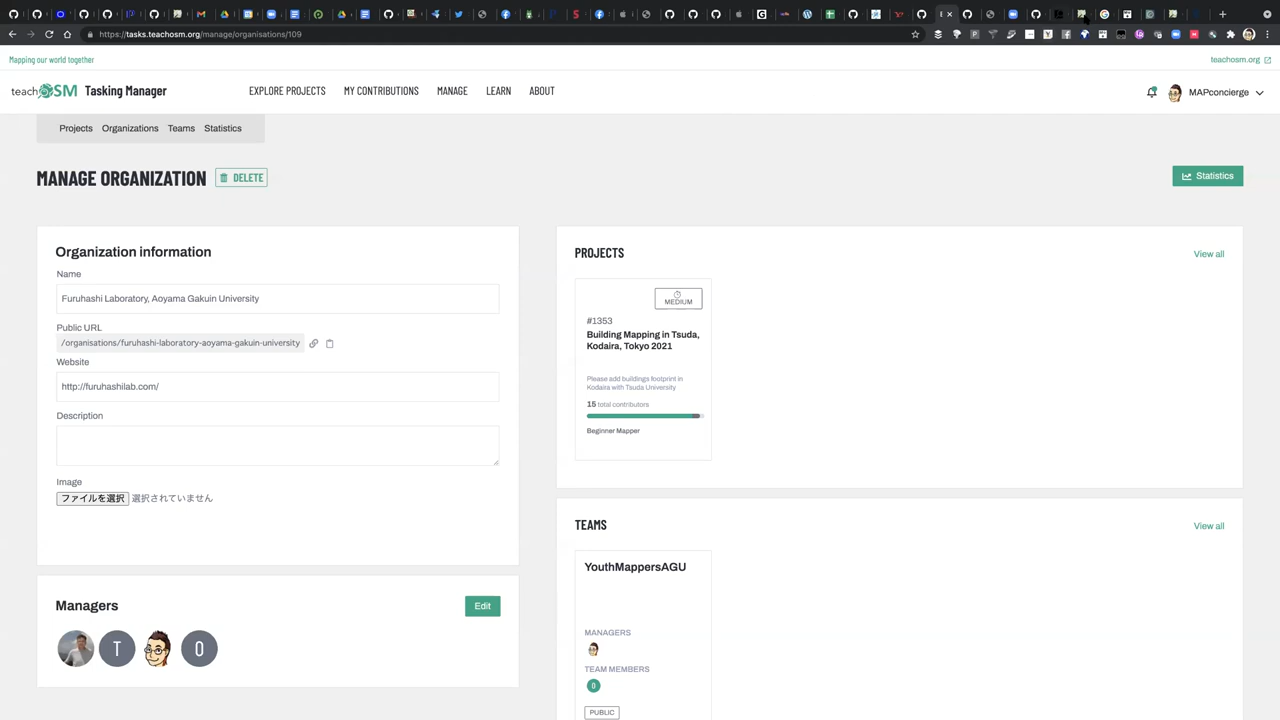 https://tasks.teachosm.org/manage/organisations/109
Mapping our world together
teachosm.org
teachOSM Tasking Manager
EXPLORE PROJECTS
MY CONTRIBUTIONS
MANAGE
LEARN
ABOUT
MAPconcierge
Projects
Organizations
Teams
Statistics
MANAGE ORGANIZATION
DELETE
Statistics
Organization information
Name
Furuhashi Laboratory, Aoyama Gakuin University
Public URL
/organisations/furuhashi-laboratory-aoyama-gakuin-university
Website
http://furuhashilab.com/
Description
Image
ファイルを選択 選択されていません
Managers
Edit
T
O
PROJECTS
View all
MEDIUM
#1353
Building Mapping in Tsuda,
Kodaira, Tokyo 2021
Please add buildings footprint in
Kodaira with Tsuda University
15 total contributors
Beginner Mapper
TEAMS
View all
YouthMappersAGU
MANAGERS
TEAM MEMBERS
0
PUBLIC